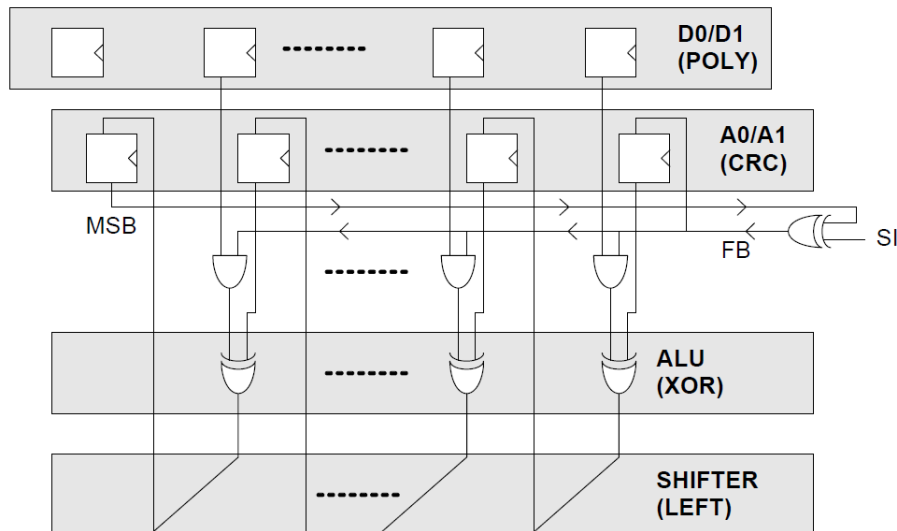 D0/D1
(POLY)
A0/A1
(CRC)
MSB
FB
SI
ALU
(XOR)
SHIFTER
(LEFT)